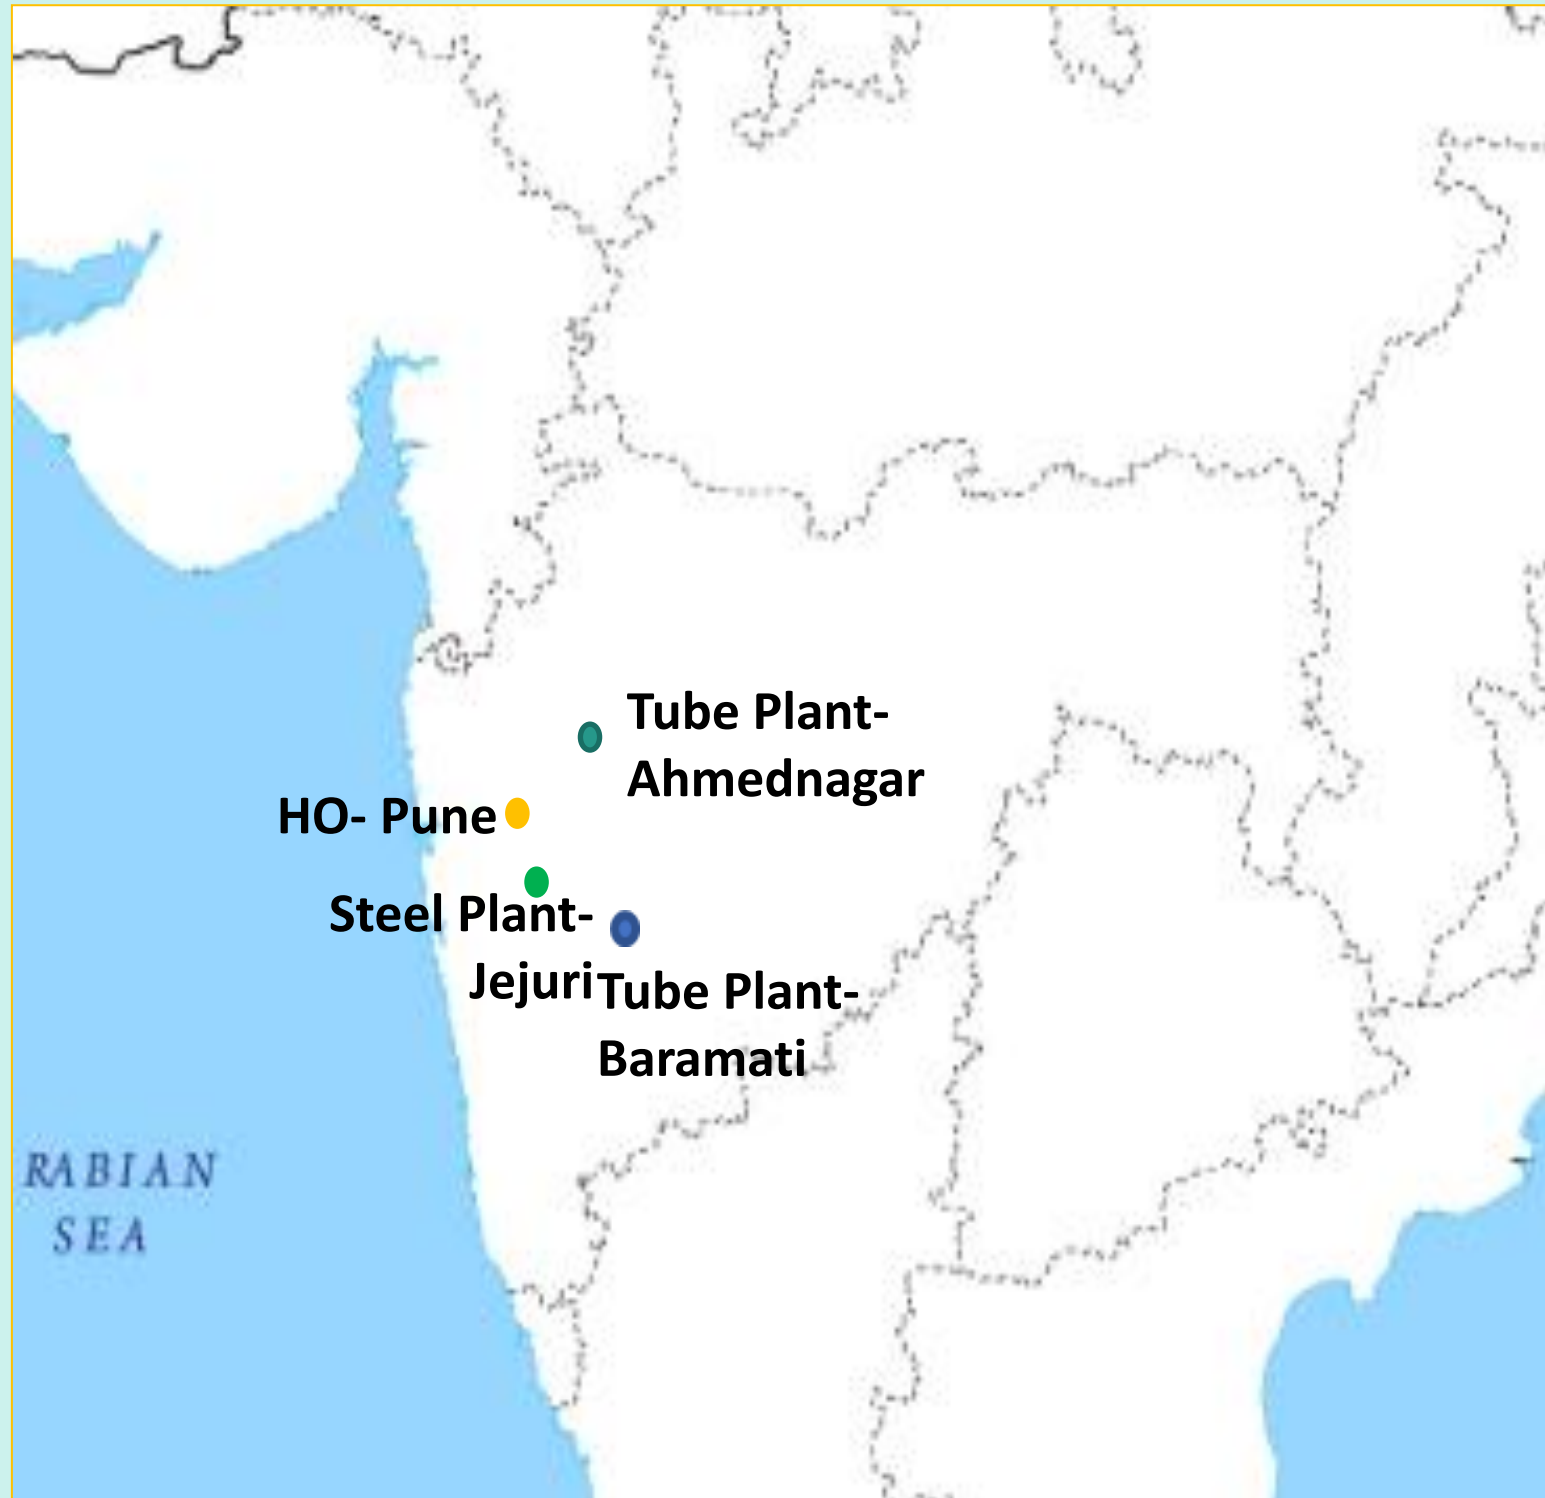 Tube Plant-
Ahmednagar
HO- Pune
Steel Plant-
Jejuri
Tube Plant-
Baramati
RABIAN
SEA